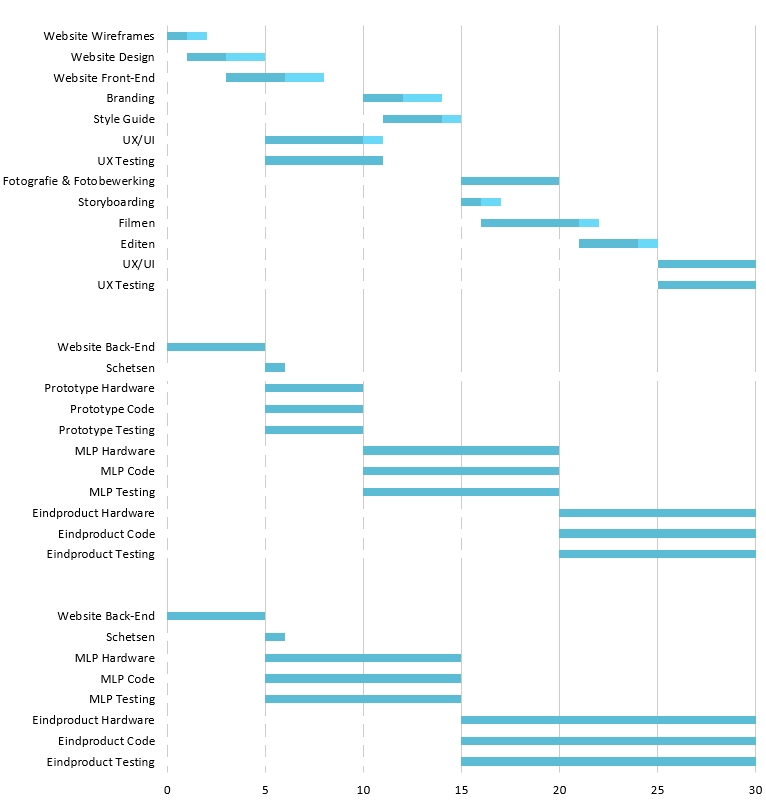 Website Wireframes
Website Design
Website Front-End
Branding
Style Guide
UX/UI
UX Testing
Fotografie & Fotobewerking
Storyboarding
Filmen
Editen
UX/UI
UX Testing
Website Back-End
Schetsen
Prototype Hardware
Prototype Code
Prototype Testing
MLP Hardware
MLP Code
MLP Testing
Eindproduct Hardware
Eindproduct Code
Eindproduct Testing
Website Back-End
Schetsen
MLP Hardware
MLP Code
MLP Testing
Eindproduct Hardware
Eindproduct Code
Eindproduct Testing
0 5 10 15 20 25 30